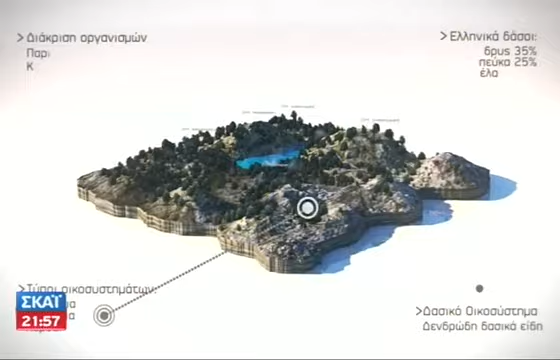 >Διάκριση οργανισμών
Παρι
Κ
>Ελληνικά δάση:
δρυς 35%
πεύκα 25%
έλα
>Τύποι οικοσυστημάτων:
ΣΚΑΪ
21:57
>Δασικό Οικοσύστημα
Δενδρώδη δασικά είδη